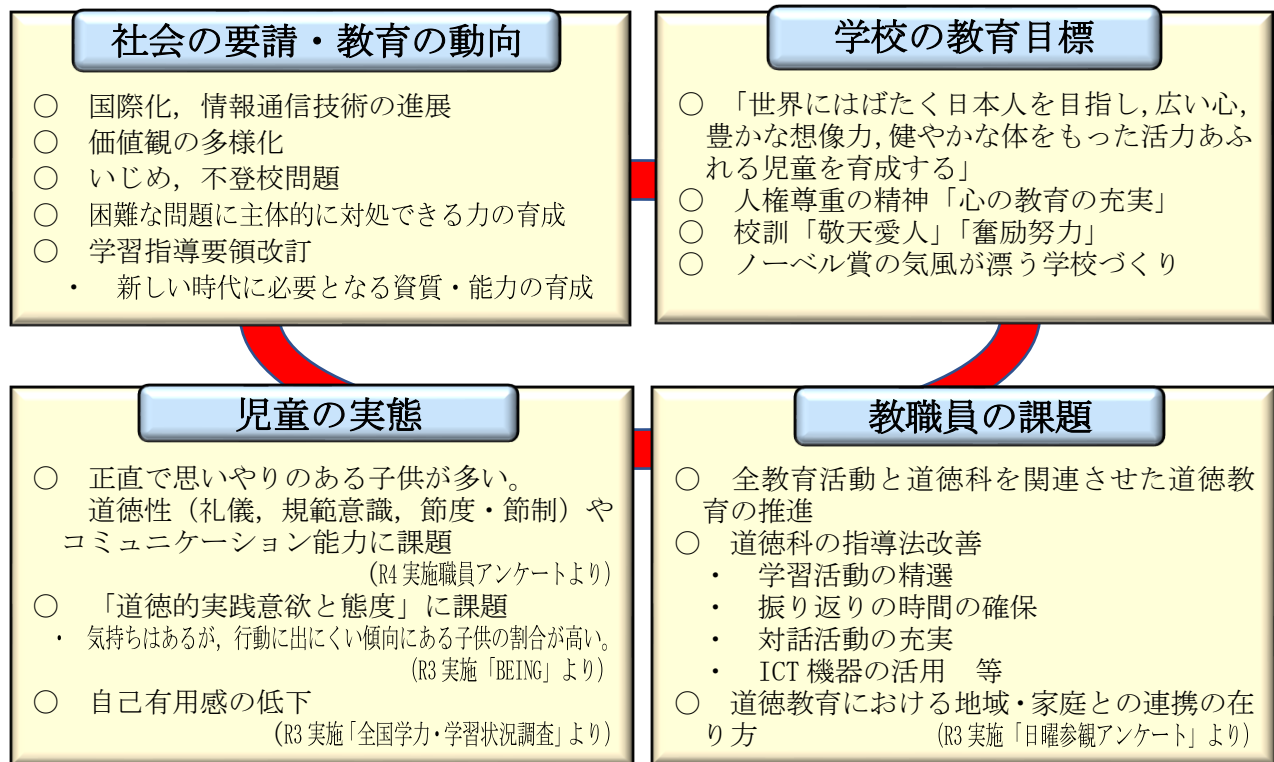 社会の要請・教育の動向
○ 国際化，情報通信技術の進展
○ 価値観の多様化
○ いじめ，不登校問題
○ 困難な問題に主体的に対処できる力の育成
○ 学習指導要領改訂
・ 新しい時代に必要となる資質・能力の育成
学校の教育目標
○ 「世界にはばたく日本人を目指し，広い心，
豊かな想像力，健やかな体をもった活力あふ
れる児童を育成する」
○ 人権尊重の精神「心の教育の充実」
○ 校訓「敬天愛人」「奮励努力」
○ ノーベル賞の気風が漂う学校づくり
児童の実態
○ 正直で思いやりのある子供が多い。
道徳性（礼儀，規範意識，節度・節制）や
コミュニケーション能力に課題
(R4 実施職員アンケートより)
○ 「道徳的実践意欲と態度」に課題
・ 気持ちはあるが，行動に出にくい傾向にある子供の割合が高い。
(R3 実施「BEING」より)
○ 自己有用感の低下
(R3 実施「全国学力・学習状況調査」より)
教職員の課題
○ 全教育活動と道徳科を関連させた道徳教
育の推進
○ 道徳科の指導法改善
・ 学習活動の精選
・ 振り返りの時間の確保
・ 対話活動の充実
・ ICT 機器の活用 等
○ 道徳教育における地域・家庭との連携の在
り方 (R3 実施「日曜参観アンケート」より)